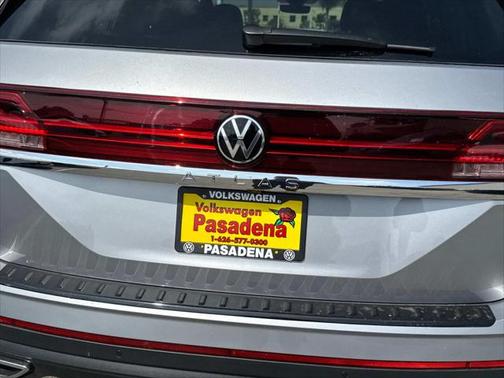 ATLAS
VOLKSWAGEN
Volkswagen
Pasadena
1-626-577-0300
PASADENA